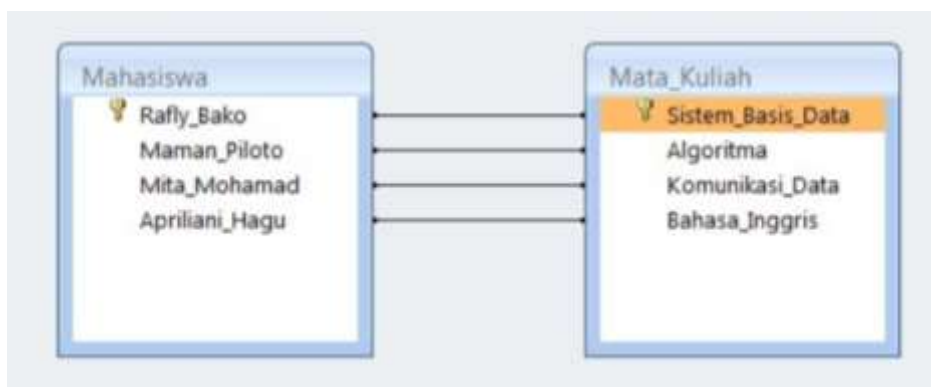 Mahasiswa
Rafly_Bako
Maman_Piloto
Mita_Mohamad
Apriliani_Hagu
Mata_Kuliah
Sistem_Basis_Data
Algoritma
Komunikasi_Data
Bahasa_Inggris